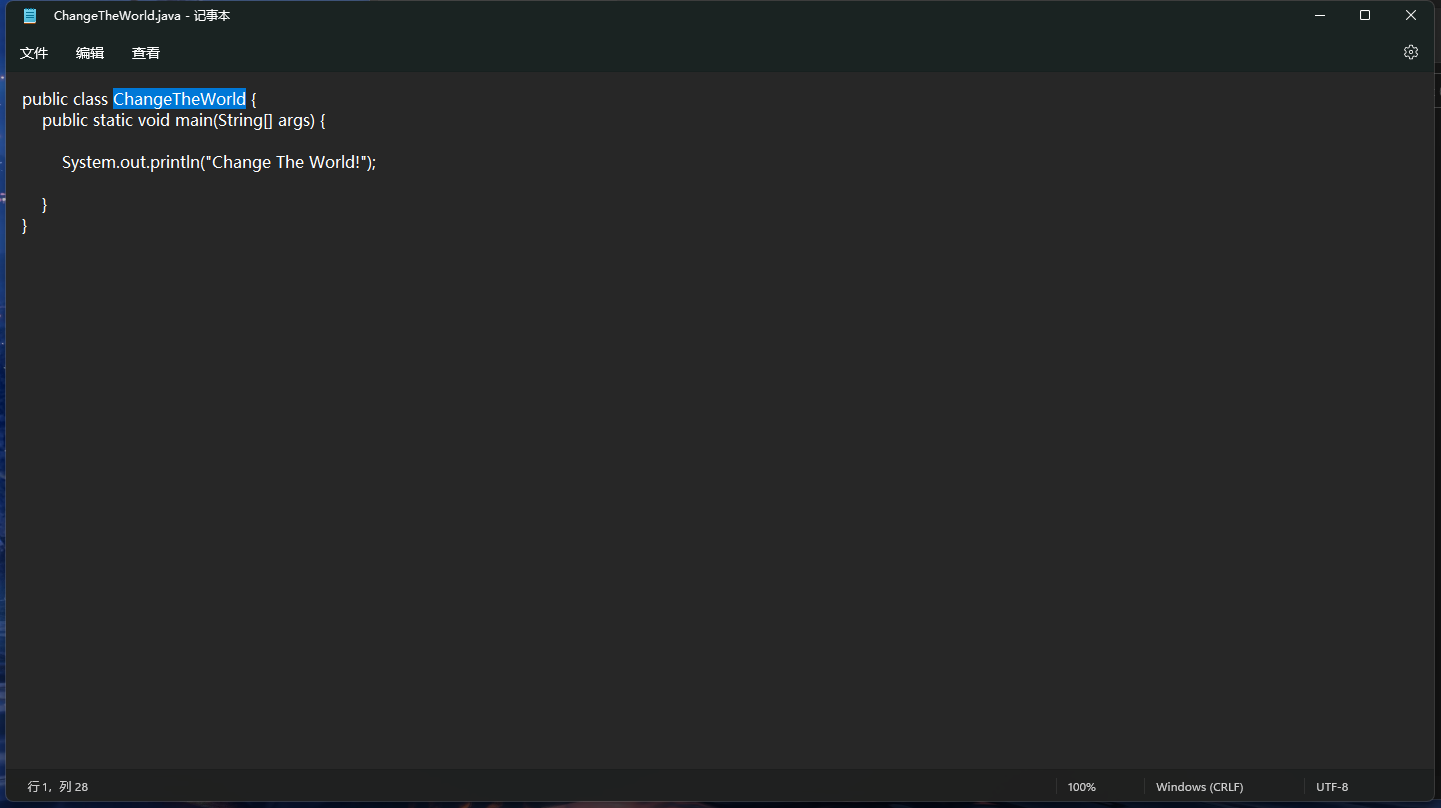 ChangeTheWorld.java - 记事本
文件 编辑 查看
public class ChangeTheWorld {
public static void main(String[] args) {
System.out.println("Change The World!");
}
}
行 1，列 28 100% Windows (CRLF) UTF-8